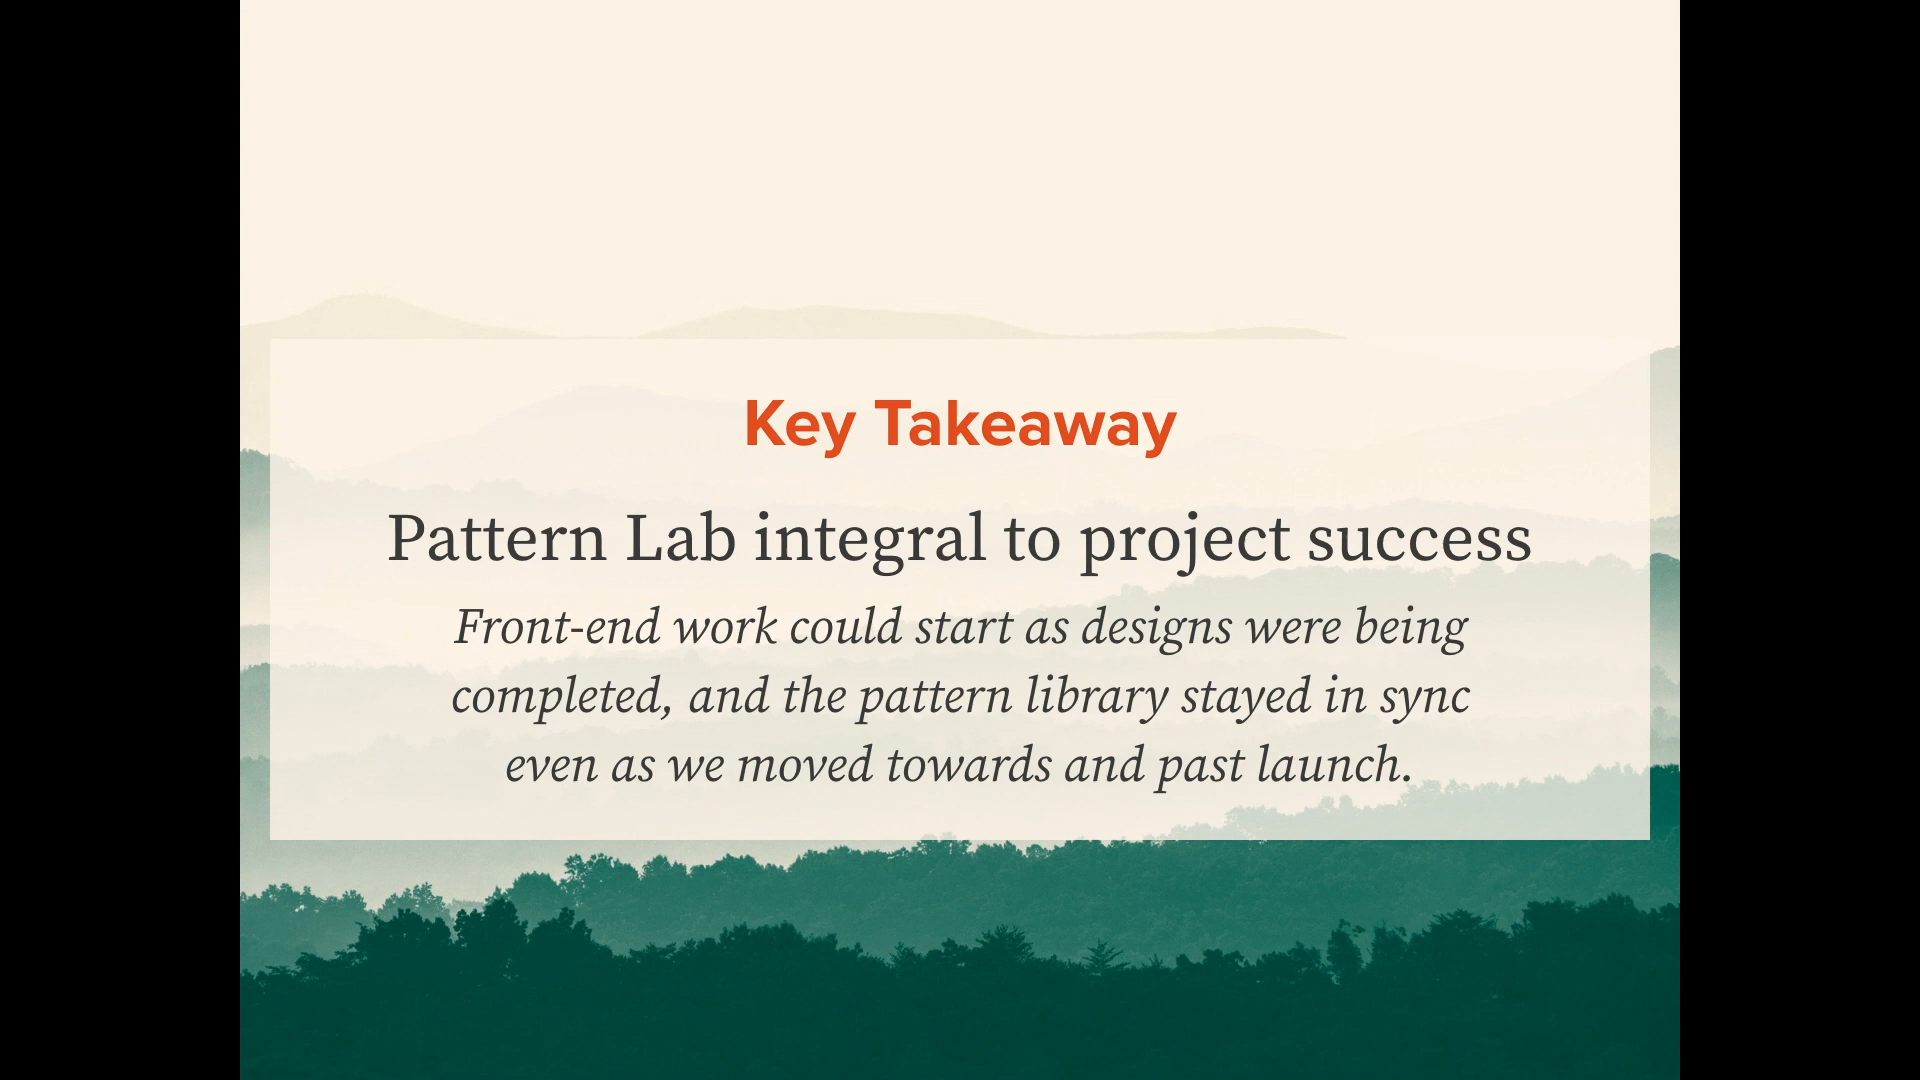 Key Takeaway
Pattern Lab integral to project success
Front-end work could start as designs were being
completed, and the pattern library stayed in sync
even as we moved towards and past launch.